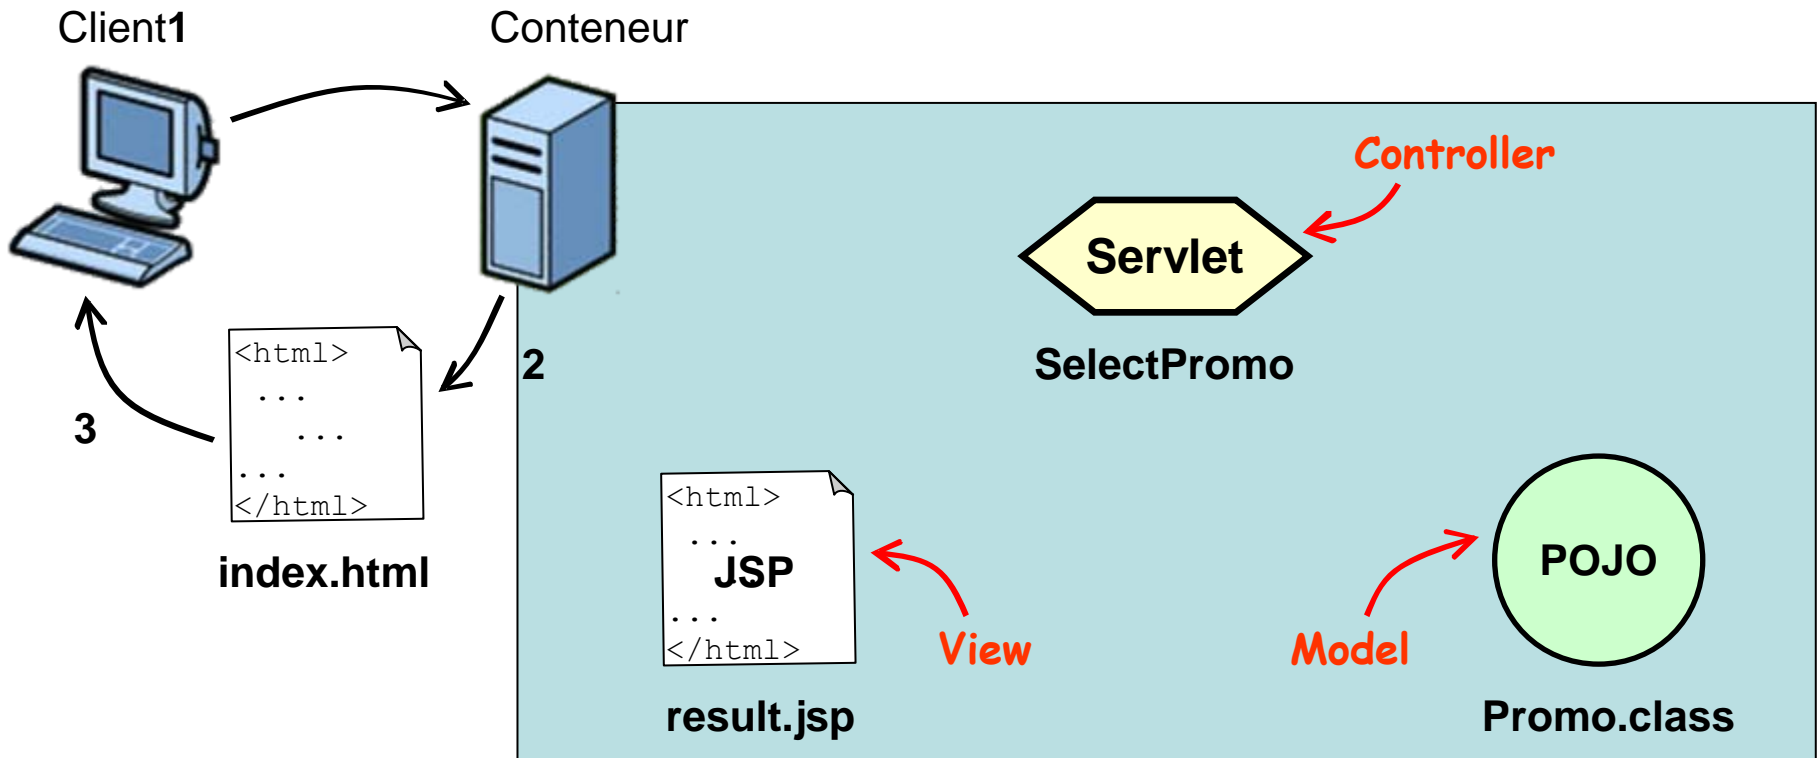 Client1
Conteneur
Controller
Servlet
SelectPromo
2
3
<html>
...
...
...
</html>
index.html
<html>
...
JSP
...
</html>
result.jsp
View
Model
POJO
Promo.class